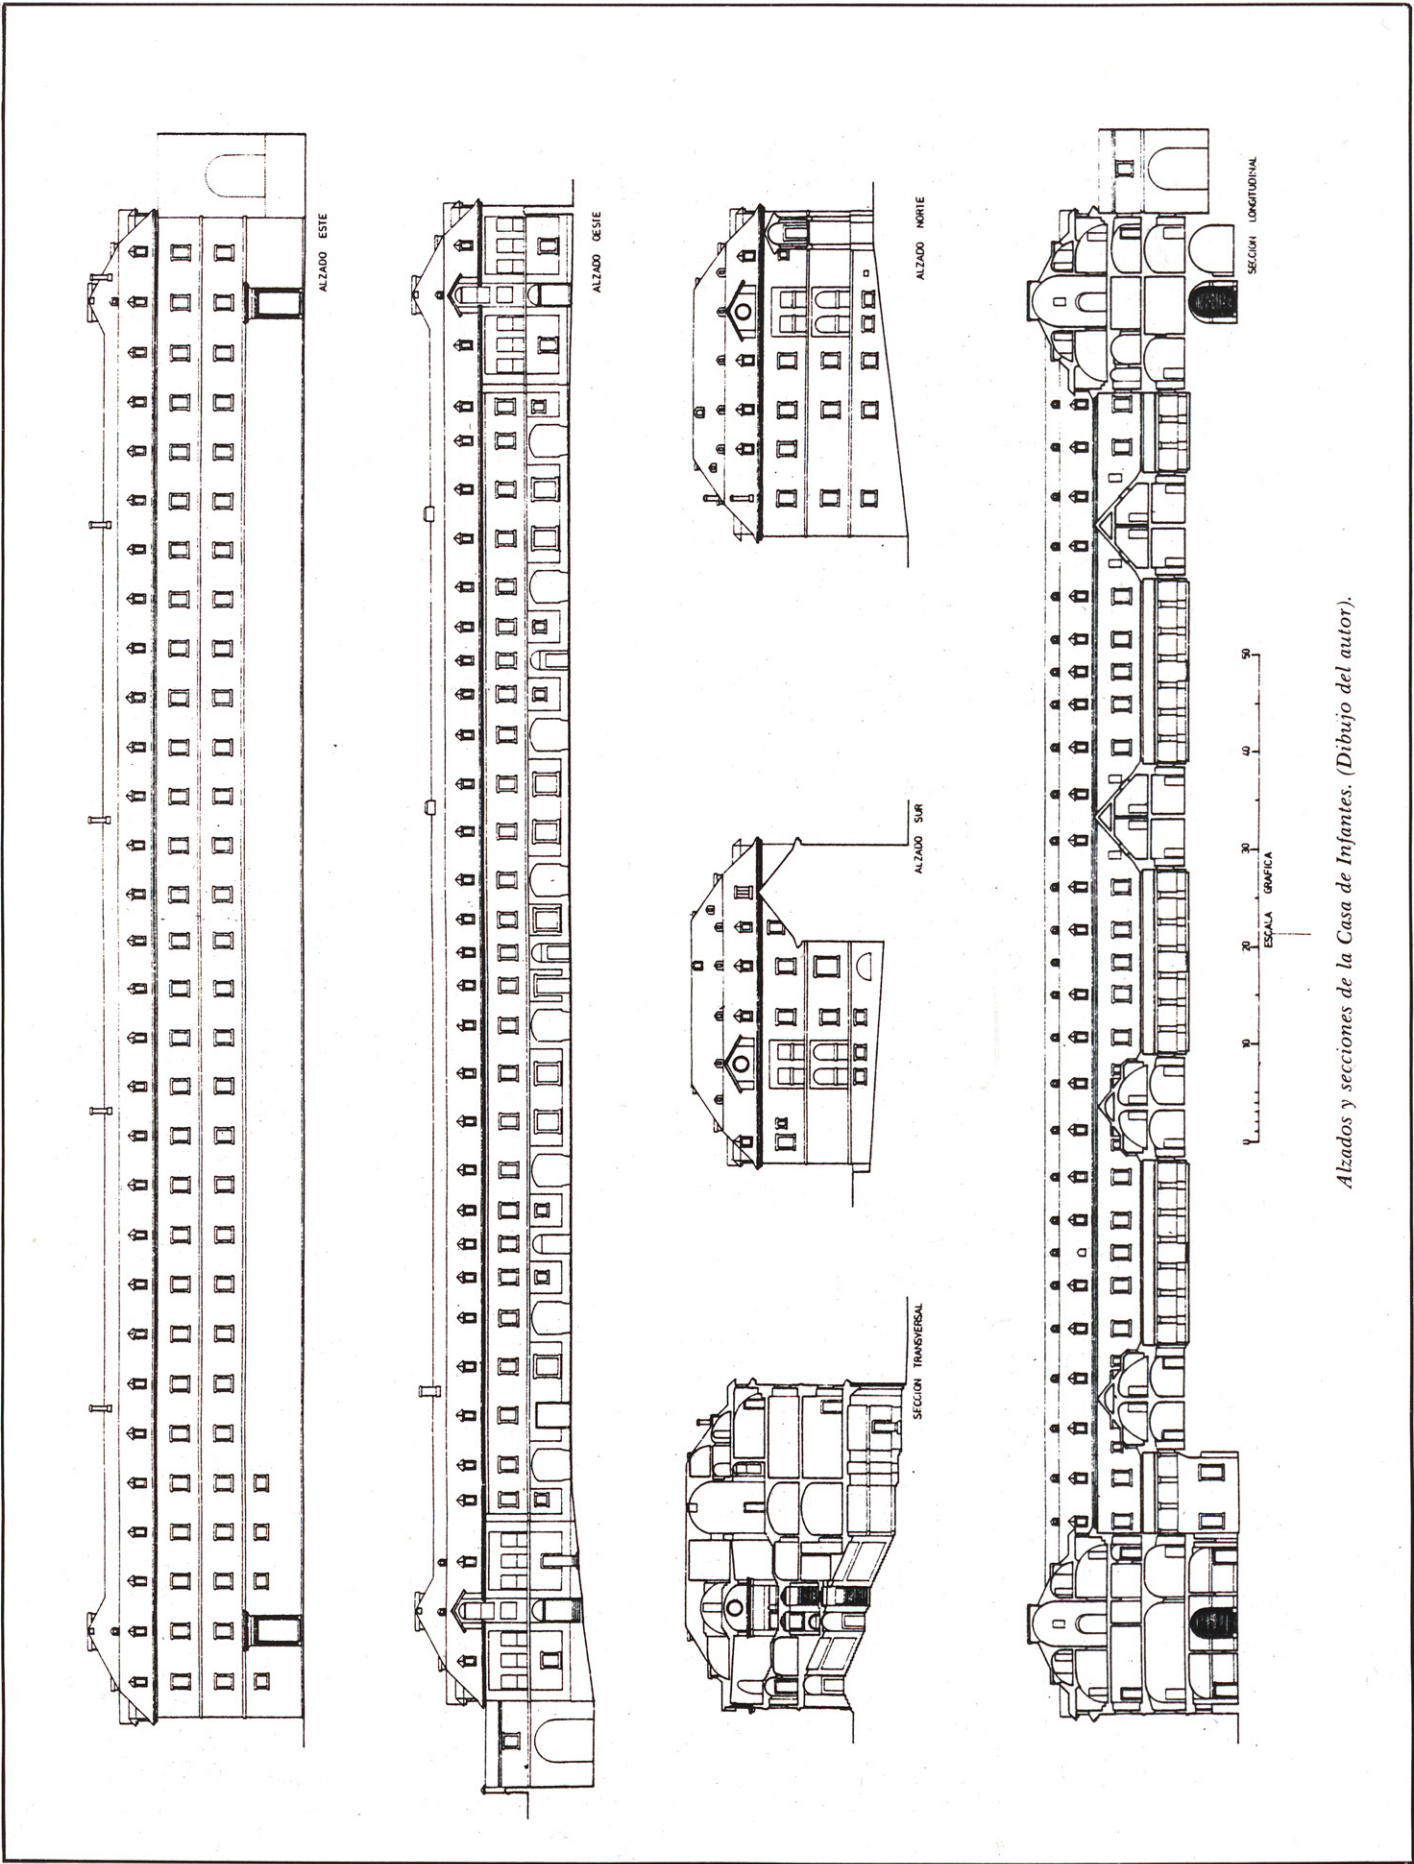 ALZADO ESTE
ALZADO OESTE
ALZADO NORTE
ALZADO SUR
SECCION TRANSVERSAL
SECCION LONGITUDINAL
0 10 20 30 40 50
ESCALA GRAFICA
Alzados y secciones de la Casa de Infantes. (Dibujo del autor).